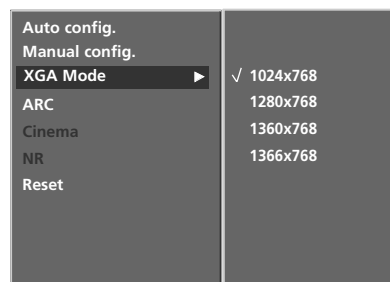 Auto config.
Manual config.
XGA Mode ▶
ARC
Cinema
NR
Reset
√ 1024x768
1280x768
1360x768
1366x768